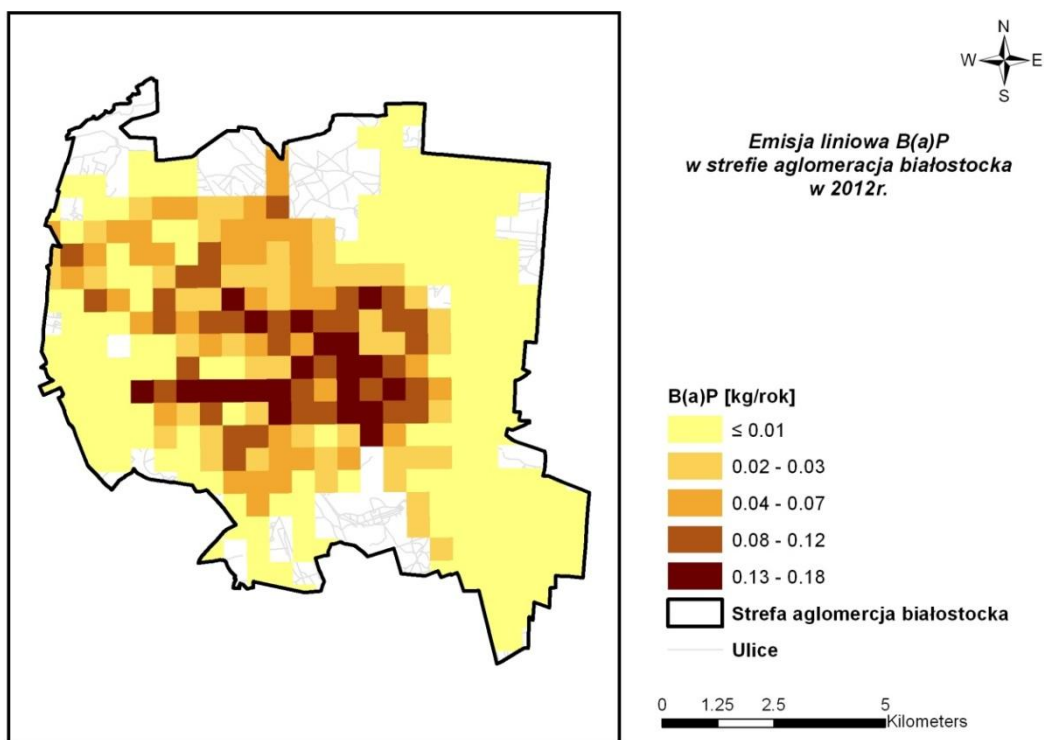 N
W E
S
Emisja liniowa B(a)P
w strefie aglomeracja białostocka
w 2012r.
B(a)P [kg/rok]
≤ 0.01
0.02 - 0.03
0.04 - 0.07
0.08 - 0.12
0.13 - 0.18
Strefa aglomercja białostocka
Ulice
0 1.25 2.5 5
Kilometers